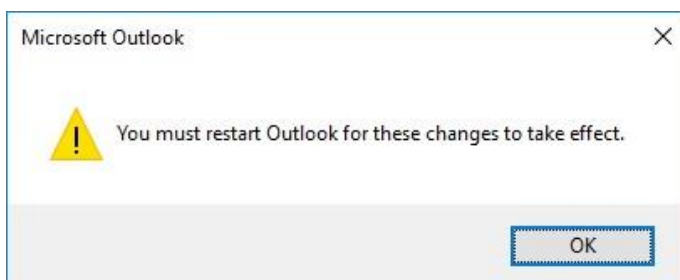 Microsoft Outlook
You must restart Outlook for these changes to take effect.
OK